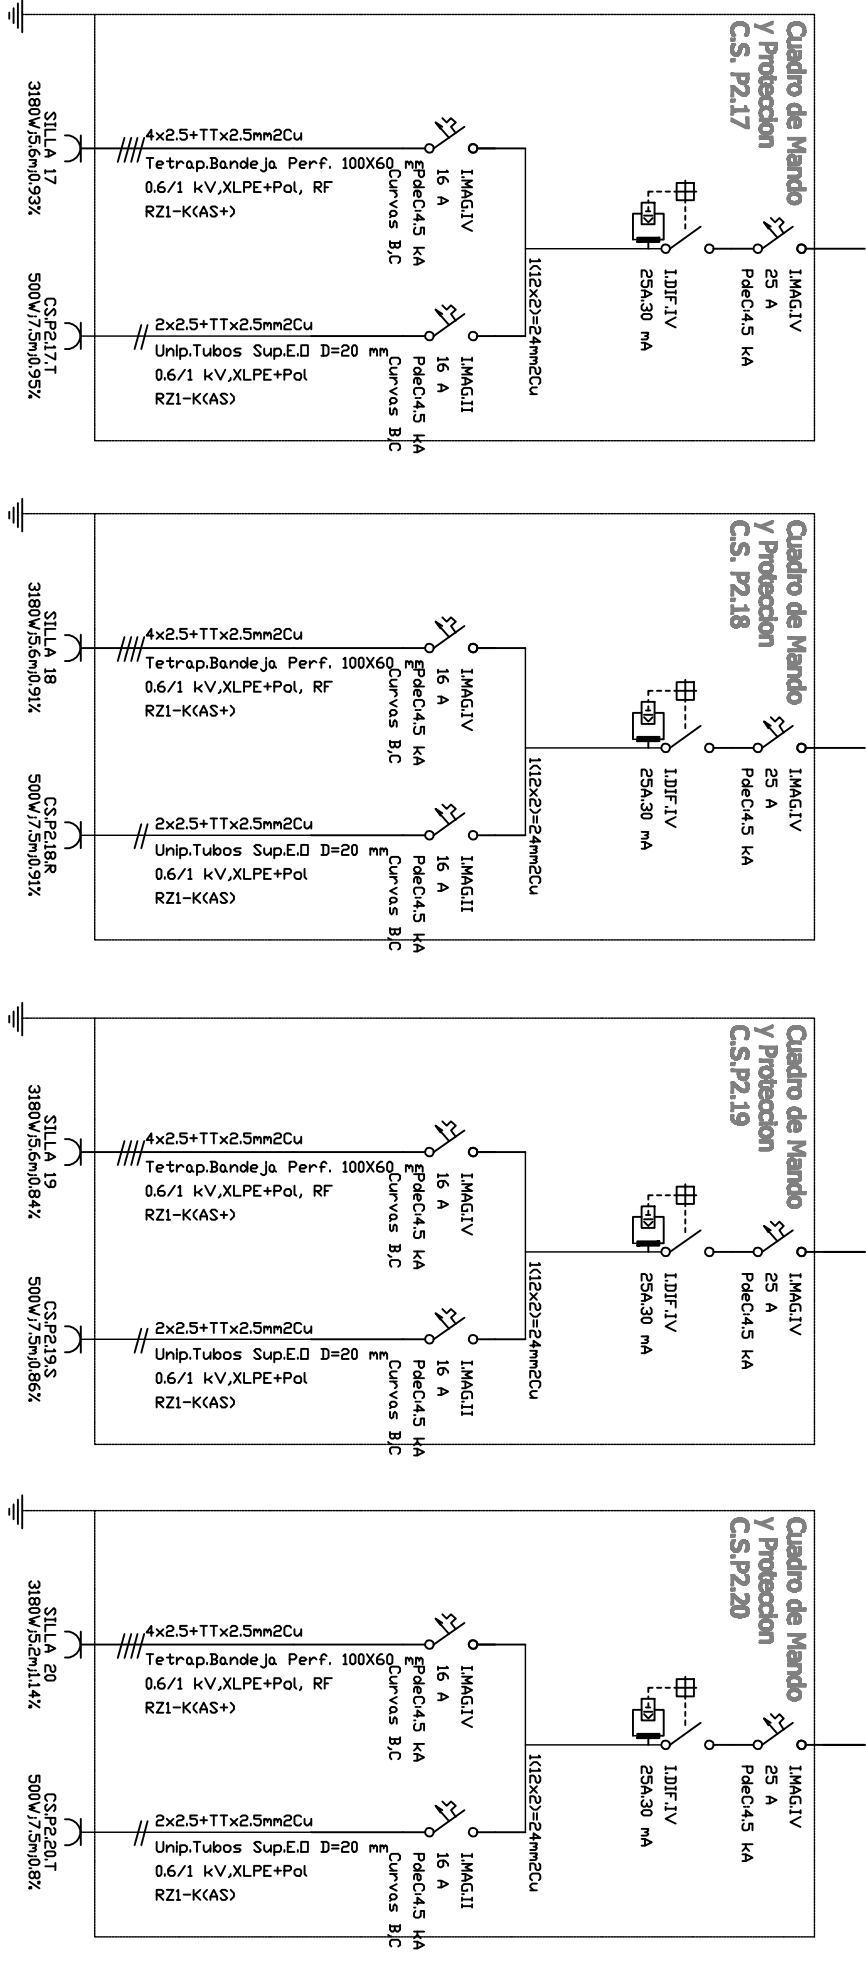 Cuadro de Mando
y Proteccion
C.S. P2.17
I.MAG.IV
25 A
PdeC:4.5 kA
I.DIF.IV
25A.30 mA
1(12x2)=24mm2Cu
I.MAG.IV
16 A
PdeC:4.5 kA
Curvas B,C
4x2.5+TTx2.5mm2Cu
Tetrap.Bandeja Perf. 100X60 mm
0.6/1 kV,XLPE+Pol, RF
RZ1-K(AS+)
SILLA 17
3180W;5.6m;0.93%
I.MAG.II
16 A
PdeC:4.5 kA
Curvas B,C
2x2.5+TTx2.5mm2Cu
Unip.Tubos Sup.E.O D=20 mm
0.6/1 kV,XLPE+Pol
RZ1-K(AS)
CS.P2.17.T
500W;7.5m;0.95%
Cuadro de Mando
y Proteccion
C.S. P2.18
I.MAG.IV
25 A
PdeC:4.5 kA
I.DIF.IV
25A.30 mA
1(12x2)=24mm2Cu
I.MAG.IV
16 A
PdeC:4.5 kA
Curvas B,C
4x2.5+TTx2.5mm2Cu
Tetrap.Bandeja Perf. 100X60 mm
0.6/1 kV,XLPE+Pol, RF
RZ1-K(AS+)
SILLA 18
3180W;5.6m;0.91%
I.MAG.II
16 A
PdeC:4.5 kA
Curvas B,C
2x2.5+TTx2.5mm2Cu
Unip.Tubos Sup.E.O D=20 mm
0.6/1 kV,XLPE+Pol
RZ1-K(AS)
CS.P2.18.R
500W;7.5m;0.91%
Cuadro de Mando
y Proteccion
C.S.P2.19
I.MAG.IV
25 A
PdeC:4.5 kA
I.DIF.IV
25A.30 mA
1(12x2)=24mm2Cu
I.MAG.IV
16 A
PdeC:4.5 kA
Curvas B,C
4x2.5+TTx2.5mm2Cu
Tetrap.Bandeja Perf. 100X60 mm
0.6/1 kV,XLPE+Pol, RF
RZ1-K(AS+)
SILLA 19
3180W;5.6m;0.84%
I.MAG.II
16 A
PdeC:4.5 kA
Curvas B,C
2x2.5+TTx2.5mm2Cu
Unip.Tubos Sup.E.O D=20 mm
0.6/1 kV,XLPE+Pol
RZ1-K(AS)
CS.P2.19.S
500W;7.5m;0.86%
Cuadro de Mando
y Proteccion
C.S.P2.20
I.MAG.IV
25 A
PdeC:4.5 kA
I.DIF.IV
25A.30 mA
1(12x2)=24mm2Cu
I.MAG.IV
16 A
PdeC:4.5 kA
Curvas B,C
4x2.5+TTx2.5mm2Cu
Tetrap.Bandeja Perf. 100X60 mm
0.6/1 kV,XLPE+Pol, RF
RZ1-K(AS+)
SILLA 20
3180W;5.2m;1.14%
I.MAG.II
16 A
PdeC:4.5 kA
Curvas B,C
2x2.5+TTx2.5mm2Cu
Unip.Tubos Sup.E.O D=20 mm
0.6/1 kV,XLPE+Pol
RZ1-K(AS)
CS.P2.20.T
500W;7.5m;0.8%